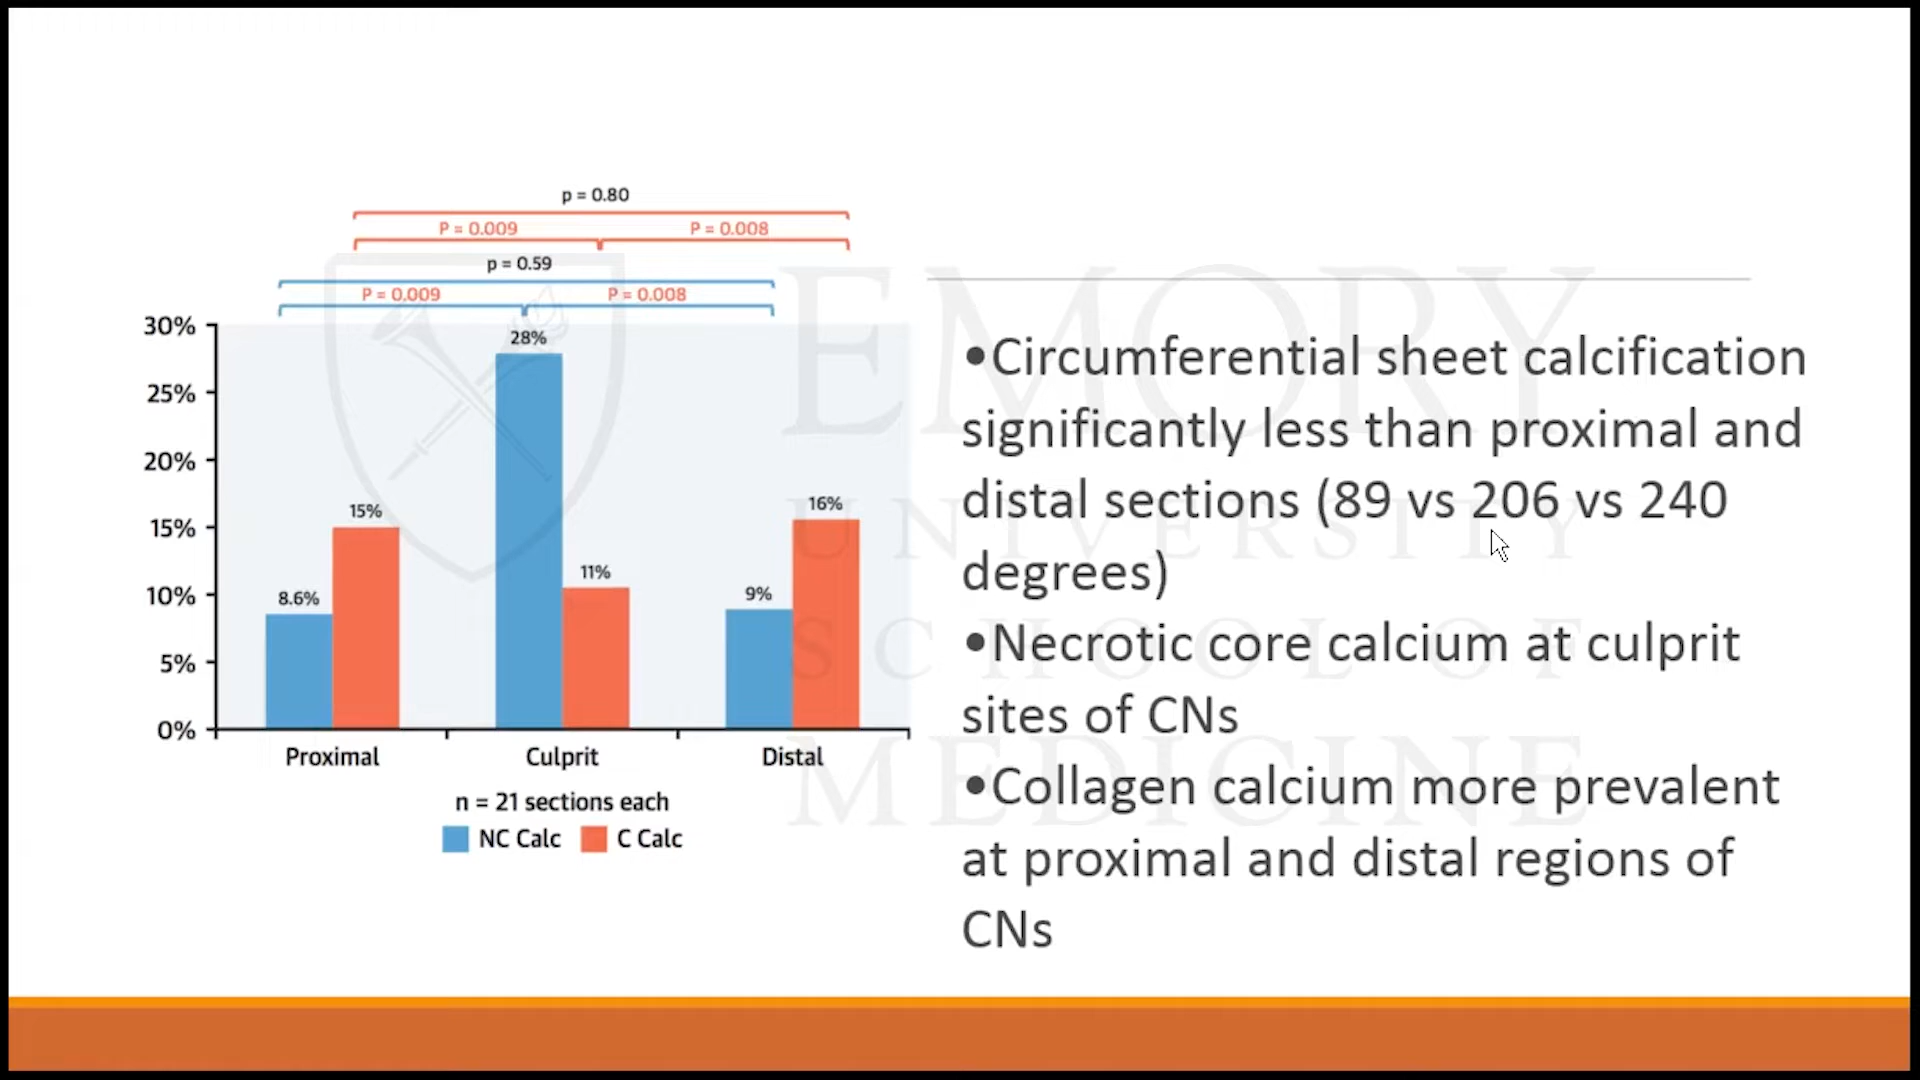 p = 0.80
P = 0.009 P = 0.008
p = 0.59
P = 0.009 P = 0.008
30%
25%
20%
15%
10%
5%
0%
8.6%
15%
28%
11%
9%
16%
Proximal Culprit Distal
n = 21 sections each
NC Calc C Calc
EMORY
UNIVERSITY
SCHOOL OF
MEDICINE
•Circumferential sheet calcification
significantly less than proximal and
distal sections (89 vs 206 vs 240
degrees)
•Necrotic core calcium at culprit
sites of CNs
•Collagen calcium more prevalent
at proximal and distal regions of
CNs